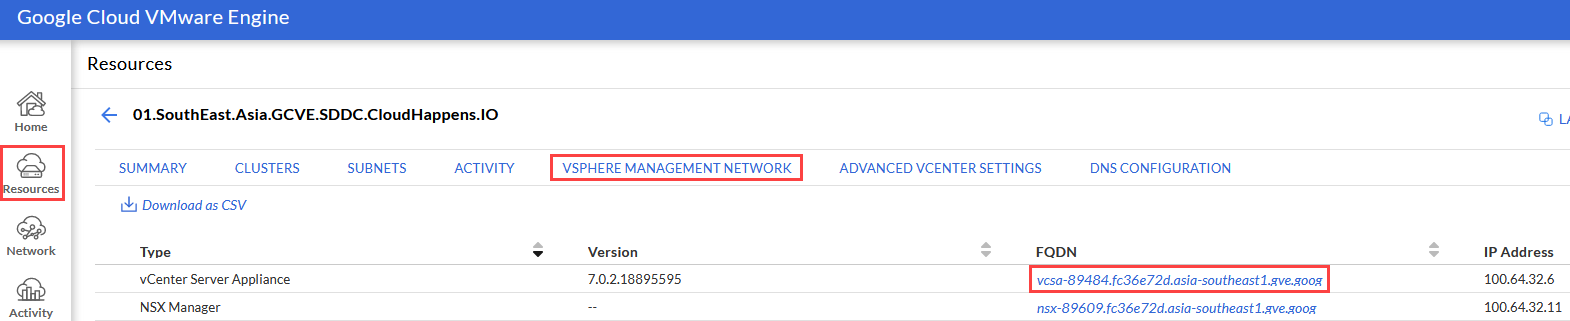 Google Cloud VMware Engine
Resources
Home
01.SouthEast.Asia.GCVE.SDDC.CloudHappens.IO
LA
Resources
SUMMARY CLUSTERS SUBNETS ACTIVITY VSPHERE MANAGEMENT NETWORK ADVANCED VCENTER SETTINGS DNS CONFIGURATION
Download as CSV
Network
Type Version FQDN IP Address
vCenter Server Appliance 7.0.2.18895595 vcsa-89484.fc36e72d.asia-southeast1.gve.goog 100.64.32.6
Activity
NSX Manager -- nsx-89609.fc36e72d.asia-southeast1.gve.goog 100.64.32.11